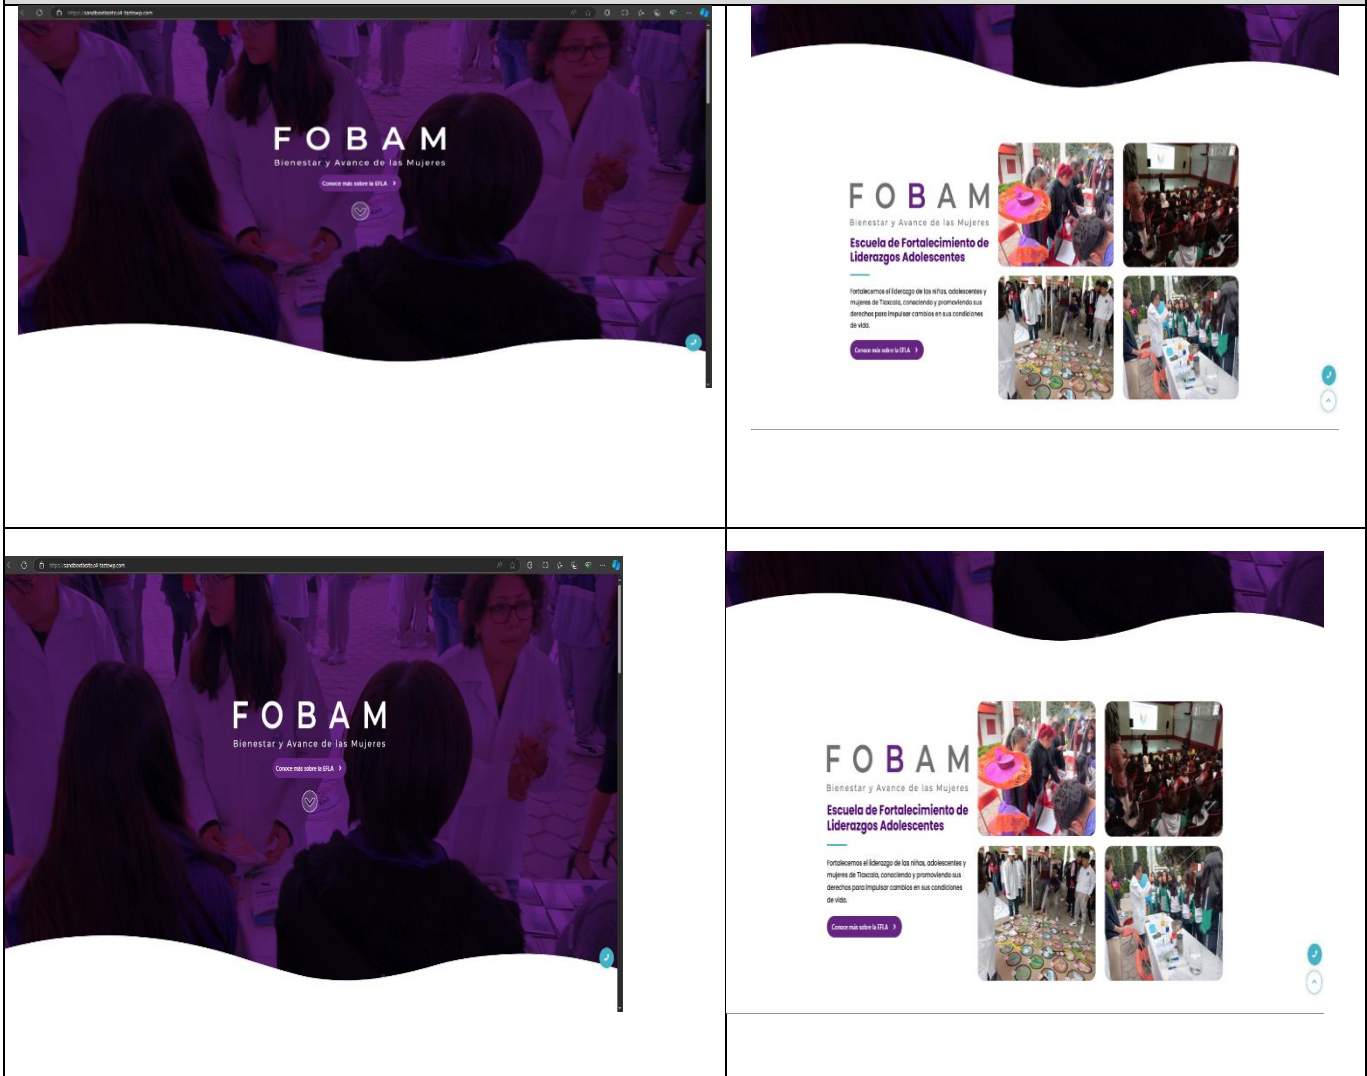 https://sandboxtlxsite.s4-tastewp.com
FOBAM
Bienestar y Avance de las Mujeres
Conoce más sobre la EFLA
FOBAM
Bienestar y Avance de las Mujeres
Escuela de Fortalecimiento de
Liderazgos Adolescentes
Fortalecemos el liderazgo de las niñas, adolescentes y
mujeres de Tlaxcala, conociendo y promoviendo sus
derechos para impulsar cambios en sus condiciones
de vida.
Conoce más sobre la EFLA
FOBAM
Bienestar y Avance de las Mujeres
Conoce más sobre la EFLA
FOBAM
Bienestar y Avance de las Mujeres
Escuela de Fortalecimiento de
Liderazgos Adolescentes
Fortalecemos el liderazgo de las niñas, adolescentes y
mujeres de Tlaxcala, conociendo y promoviendo sus
derechos para impulsar cambios en sus condiciones
de vida.
Conoce más sobre la EFLA